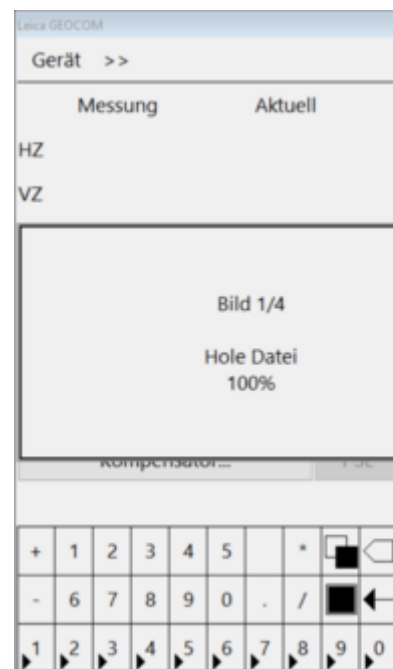 Leica GEOCOM
Gerät >>
Messung Aktuell
HZ
VZ
Bild 1/4
Hole Datei
100%
Kompensator...
+ 1 2 3 4 5 *
- 6 7 8 9 0 . /
1 2 3 4 5 6 7 8 9 0